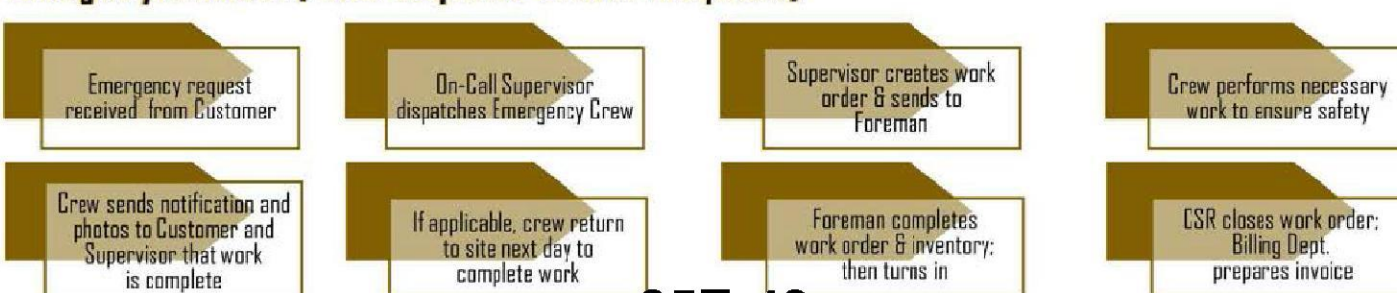 Emergency request
received from Customer
On-Call Supervisor
dispatches Emergency Crew
Supervisor creates work
order & sends to
Foreman
Crew performs necessary
work to ensure safety
Crew sends notification and
photos to Customer and
Supervisor that work
is complete
If applicable, crew return
to site next day to
complete work
Foreman completes
work order & inventory;
then turns in
CSR closes work order;
Billing Dept.
prepares invoice